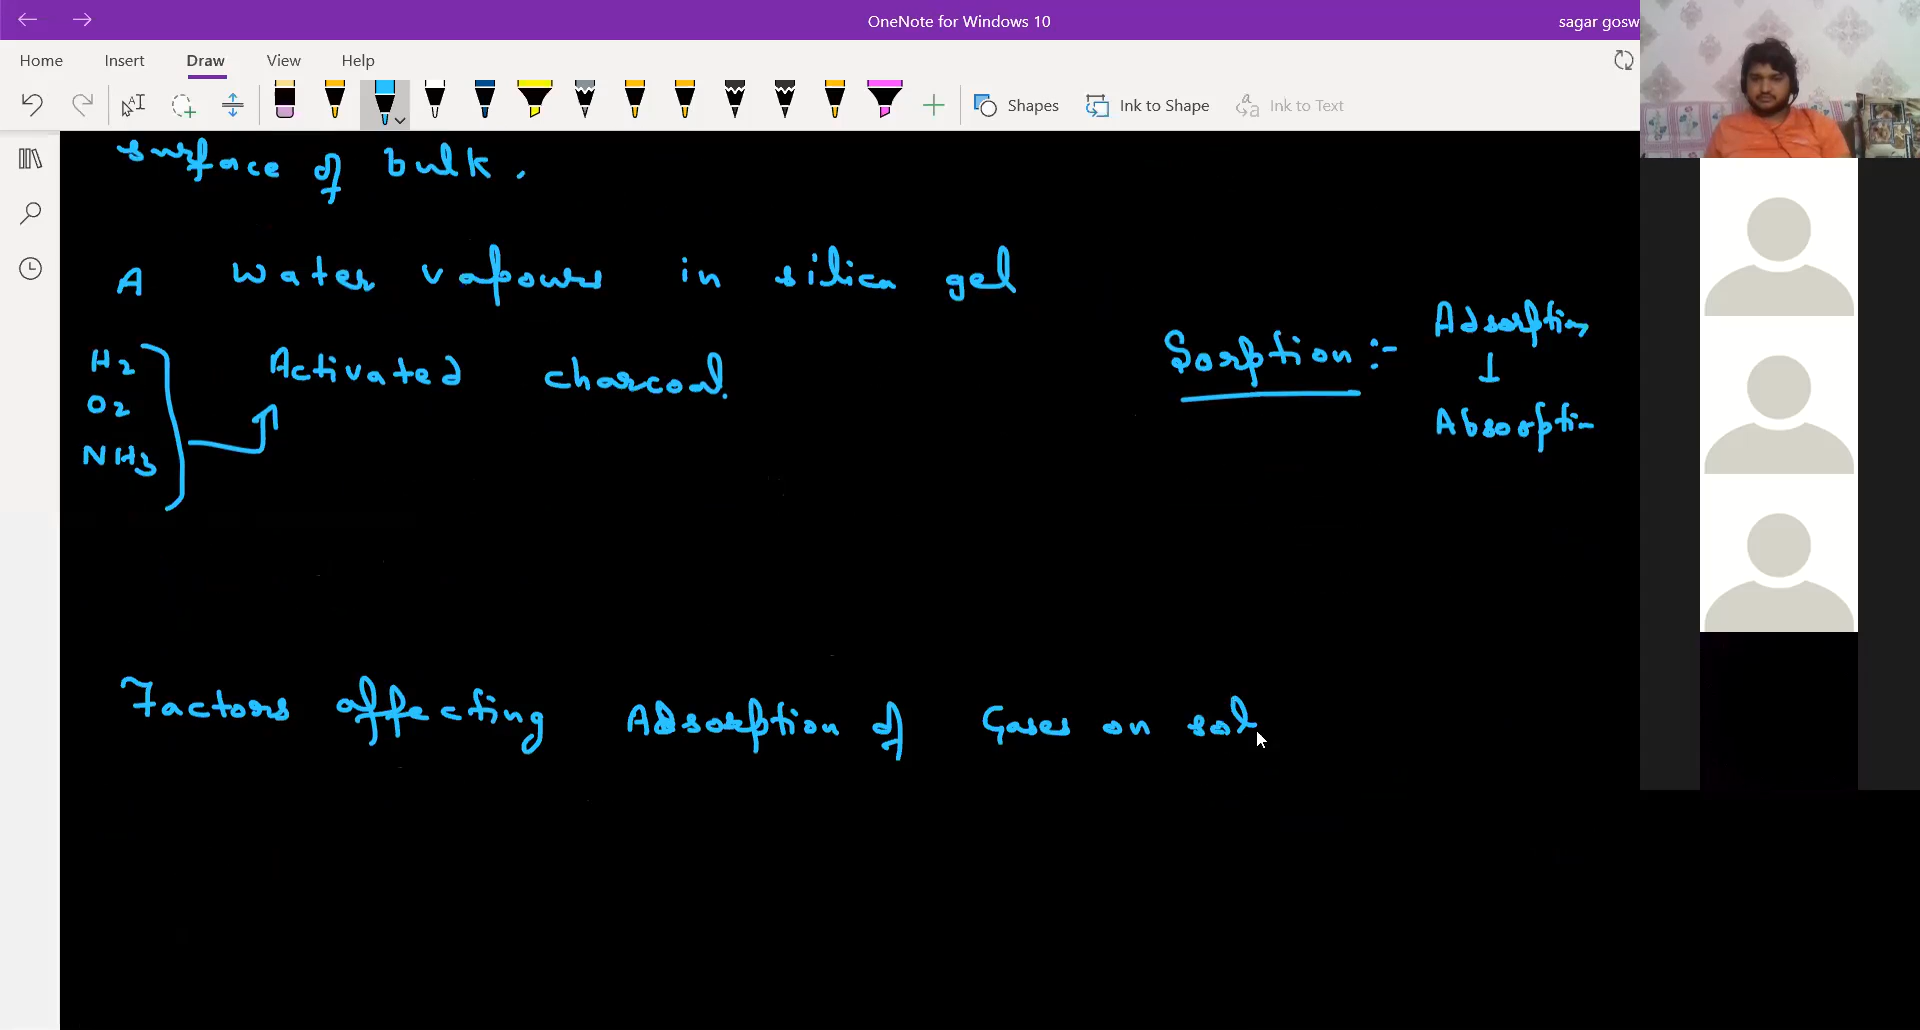 OneNote for Windows 10
sagar gosw
Home Insert Draw View Help
Shapes Ink to Shape Ink to Text
surface of bulk.
A water vapours in silica gel
H2
O2
NH3
Activated charcoal.
Sorption :-
Adsorption
Absorption
Factors affecting Adsorption of Gases on sol